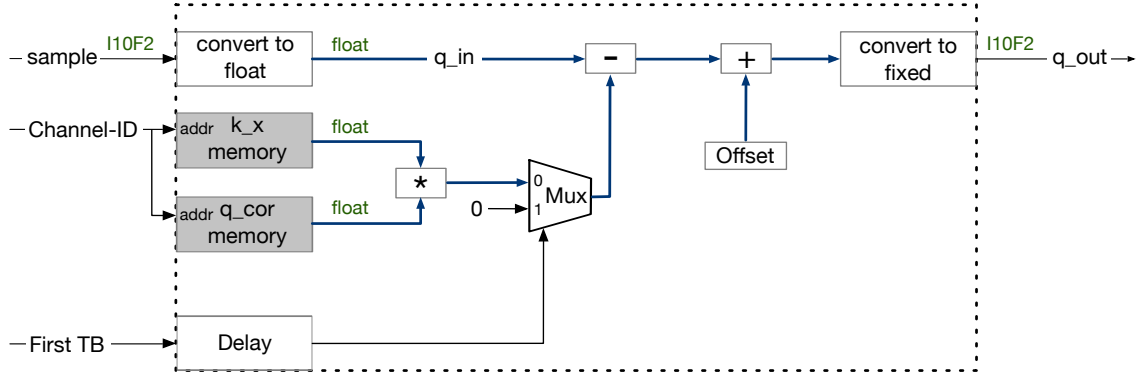 sample
I10F2
convert to
float
float
q_in
-
+
convert to
fixed
I10F2
q_out
Channel-ID
addr k_x
memory
float
Offset
*
0
0
1
Mux
addr q_cor
memory
float
First TB
Delay